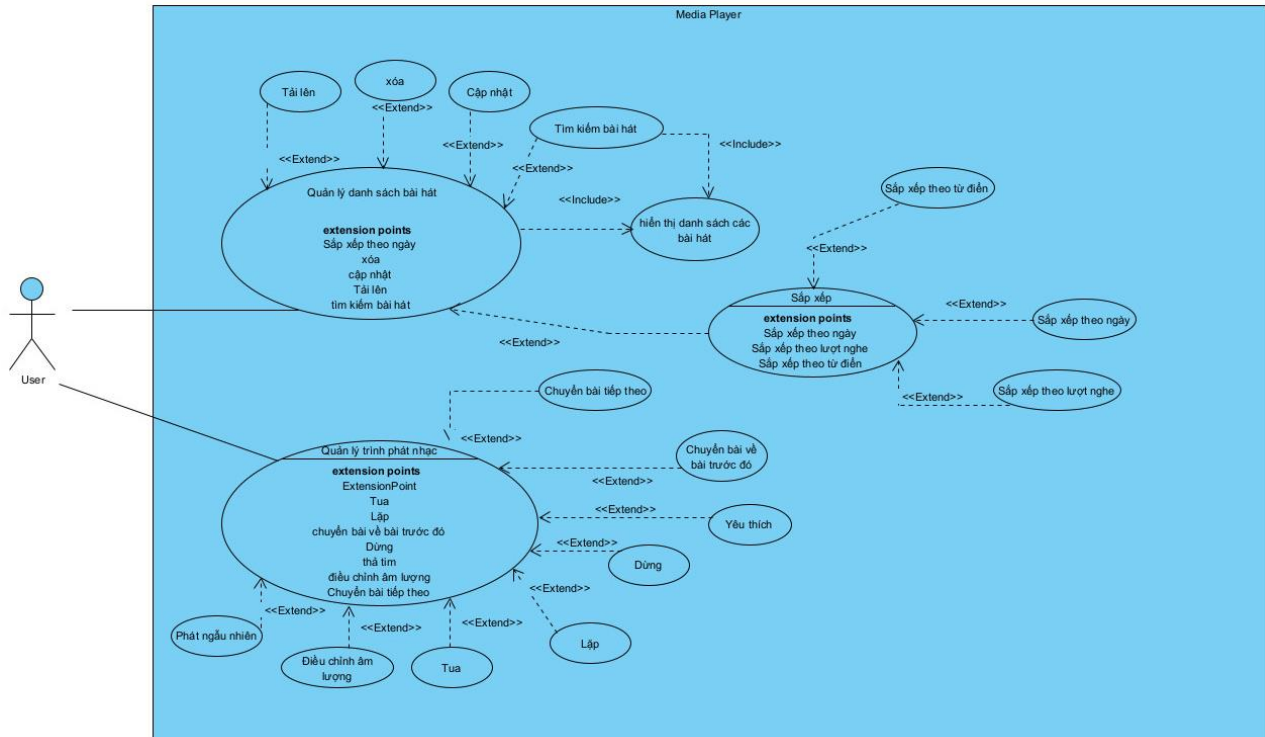 Media Player
Tải lên
xóa
Cập nhật
<<Extend>>
Tìm kiếm bài hát
<<Extend>>
<<Extend>>
<<Extend>>
<<Include>>
Quản lý danh sách bài hát
extension points
Sắp xếp theo ngày
xóa
cập nhật
Tải lên
tìm kiếm bài hát
<<Include>>
hiển thị danh sách các
bài hát
Sắp xếp theo từ điển
<<Extend>>
Sắp xếp
extension points
Sắp xếp theo ngày
Sắp xếp theo lượt nghe
Sắp xếp theo từ điển
<<Extend>>
Sắp xếp theo ngày
<<Extend>>
Sắp xếp theo lượt nghe
<<Extend>>
User
Chuyển bài tiếp theo
<<Extend>>
Quản lý trình phát nhạc
extension points
ExtensionPoint
Tua
Lặp
chuyển bài về bài trước đó
Dừng
thả tim
điều chỉnh âm lượng
Chuyển bài tiếp theo
Chuyển bài về
bài trước đó
<<Extend>>
Yêu thích
<<Extend>>
Dừng
<<Extend>>
Lặp
<<Extend>>
Tua
<<Extend>>
Điều chỉnh âm
lượng
<<Extend>>
Phát ngẫu nhiên
<<Extend>>